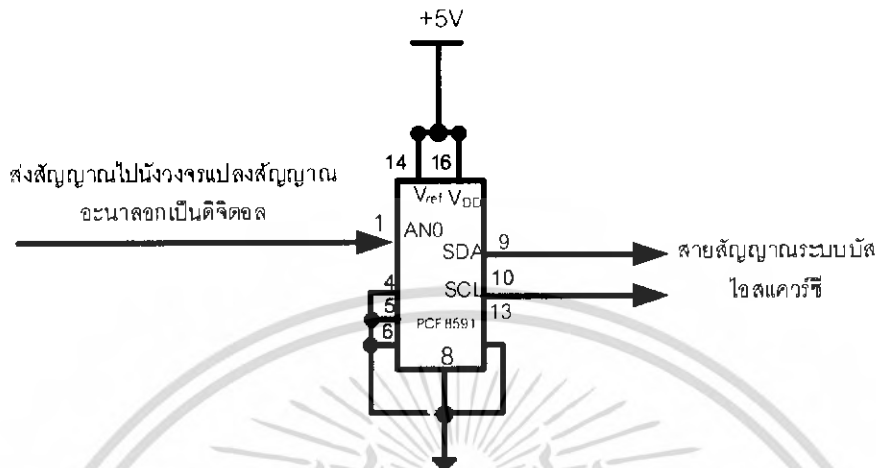 +5V
14 16
ส่งสัญญาณไปนังวงจรแปลงสัญญาณ
อะนาลอกเป็นดิจิตอล
Vref VDD
1 AN0
SDA 9
สายสัญญาณระบบบัส
ไอสแควร์ซี
4 SCL 10
5 PCF8591 13
6
8